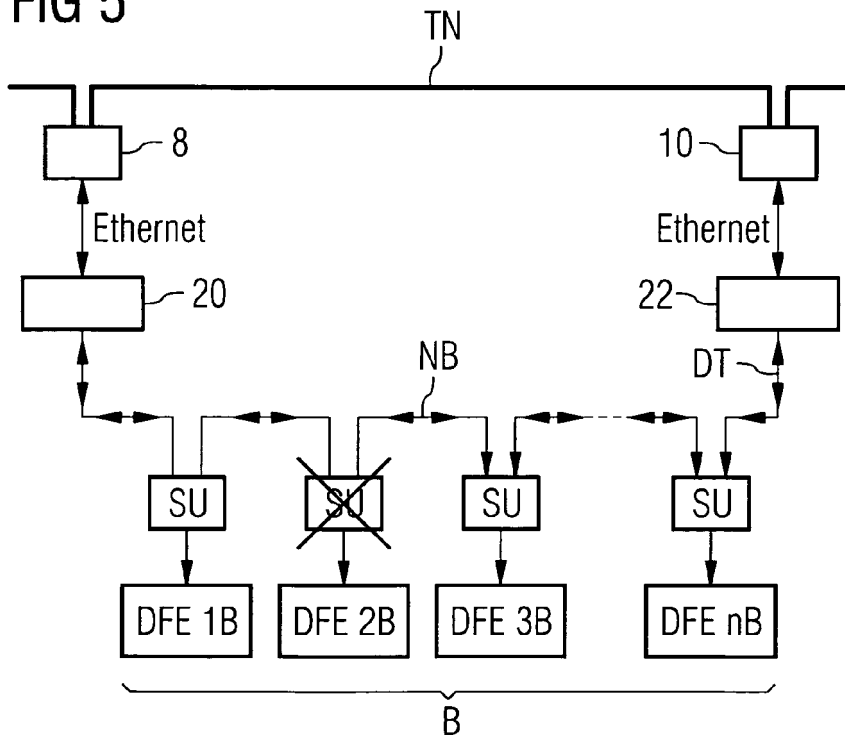 FIG 5
TN
8
10
Ethernet
Ethernet
20
22
NB
DT
SU
SU
SU
SU
DFE 1B
DFE 2B
DFE 3B
DFE nB
B